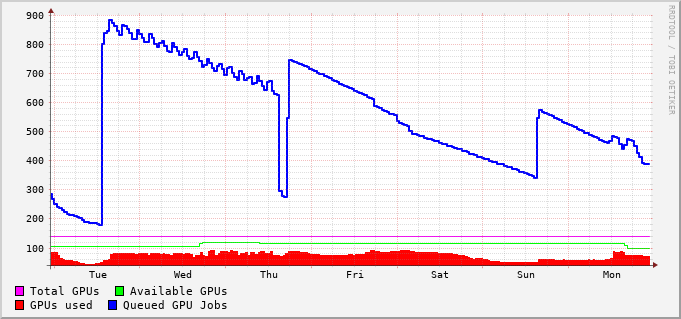 900
800
700
600
500
400
300
200
100
Tue Wed Thu Fri Sat Sun Mon
Total GPUs Available GPUs
GPUs used Queued GPU Jobs
RRDTOOL / TOBI OETIKER